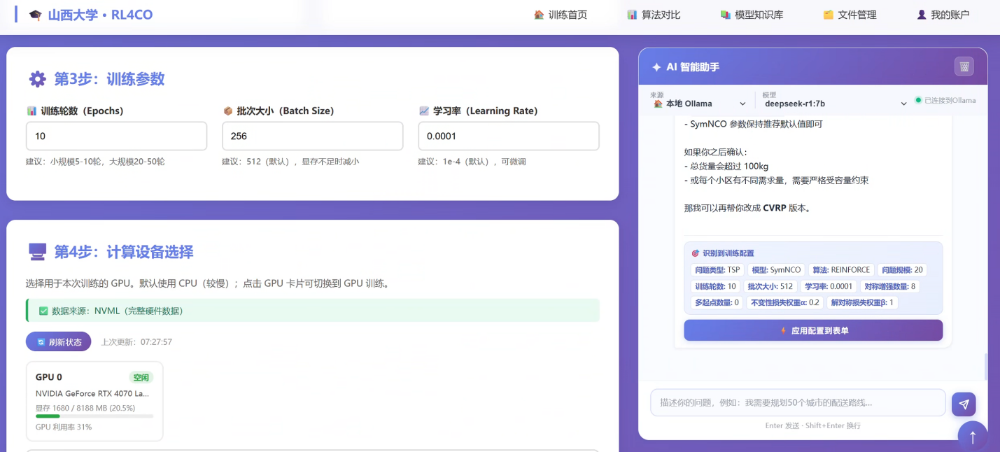 山西大学 • RL4CO
训练首页
算法对比
模型知识库
文件管理
我的账户
第3步：训练参数
训练轮数（Epochs）
10
建议：小规模5-10轮，大规模20-50轮
批次大小（Batch Size）
256
建议：512（默认），显存不足时减小
学习率（Learning Rate）
0.0001
建议：1e-4（默认），可微调
第4步：计算设备选择
选择用于本次训练的 GPU。默认使用 CPU（较慢）；点击 GPU 卡片可切换到 GPU 训练。
数据来源：NVML（完整硬件数据）
刷新状态
上次更新：07:27:57
GPU 0
空闲
NVIDIA GeForce RTX 4070 La...
显存 1680 / 8188 MB (20.5%)
GPU 利用率 31%
AI 智能助手
来源
本地 Ollama
模型
deepseek-r1:7b
已连接到Ollama
- SymNCO 参数保持推荐默认值即可
如果你之后确认：
- 总货量会超过 100kg
- 或每个小区有不同需求量，需要严格受容量约束
那我可以再帮你改成 CVRP 版本。
识别到训练配置
问题类型: TSP 模型: SymNCO 算法: REINFORCE 问题规模: 20
训练轮数: 10 批次大小: 512 学习率: 0.0001 对称增强数量: 8
多起点数量: 0 不变性损失权重α: 0.2 解对称损失权重β: 1
应用配置到表单
描述你的问题，例如：我需要规划50个城市的配送路线...
Enter 发送 · Shift+Enter 换行